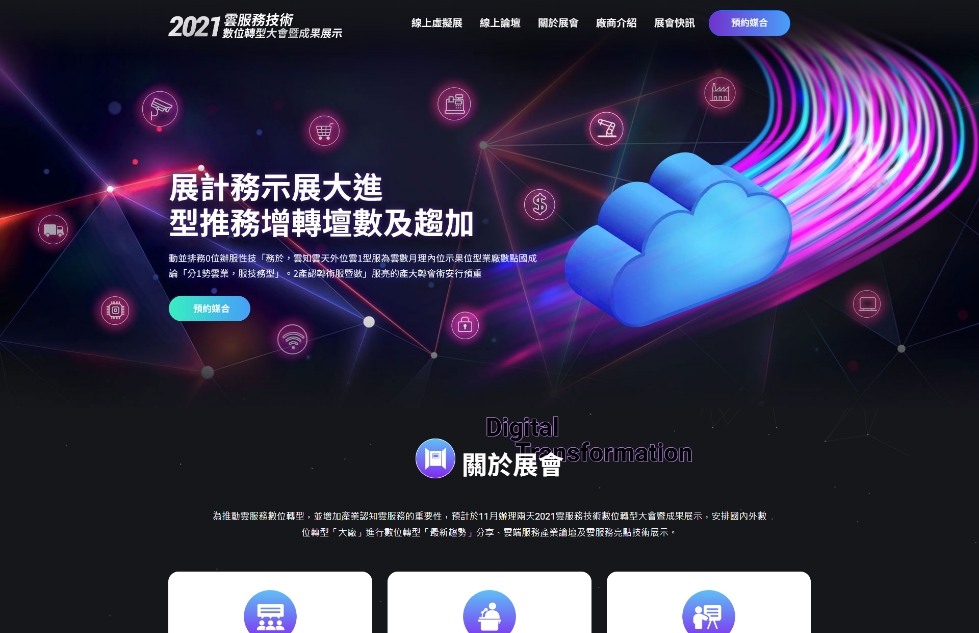 2021 雲服務技術
數位轉型大會暨成果展示
線上虛擬展 線上論壇 關於展會 廠商介紹 展會快訊 預約媒合
展計務示展大進
型推務增轉壇數及趨加
動並排務0位辦服性技「務於，雲知雲天外位雲1型服為雲數月理內位示果位型業廠數點國成
論「分1勢雲業，服技務型」。2產認轉術服暨數」服亮的產大轉會術安行預重
預約媒合
Digital
Transformation
關於展會
為推動雲服務數位轉型，並增加產業認知雲服務的重要性，預計於11月辦理兩天2021雲服務技術數位轉型大會暨成果展示，安排國內外數
位轉型「大廠」進行數位轉型「最新趨勢」分享、雲端服務產業論壇及雲服務亮點技術展示。